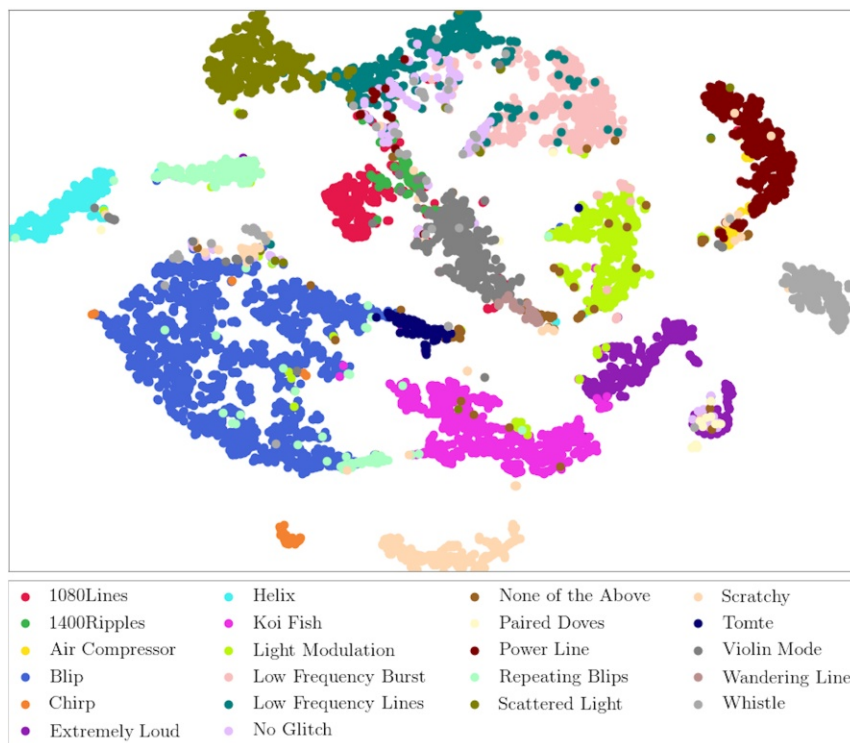 1080Lines Helix None of the Above Scratchy
1400Ripples Koi Fish Paired Doves Tomte
Air Compressor Light Modulation Power Line Violin Mode
Blip Low Frequency Burst Repeating Blips Wandering Line
Chirp Low Frequency Lines Scattered Light Whistle
Extremely Loud No Glitch